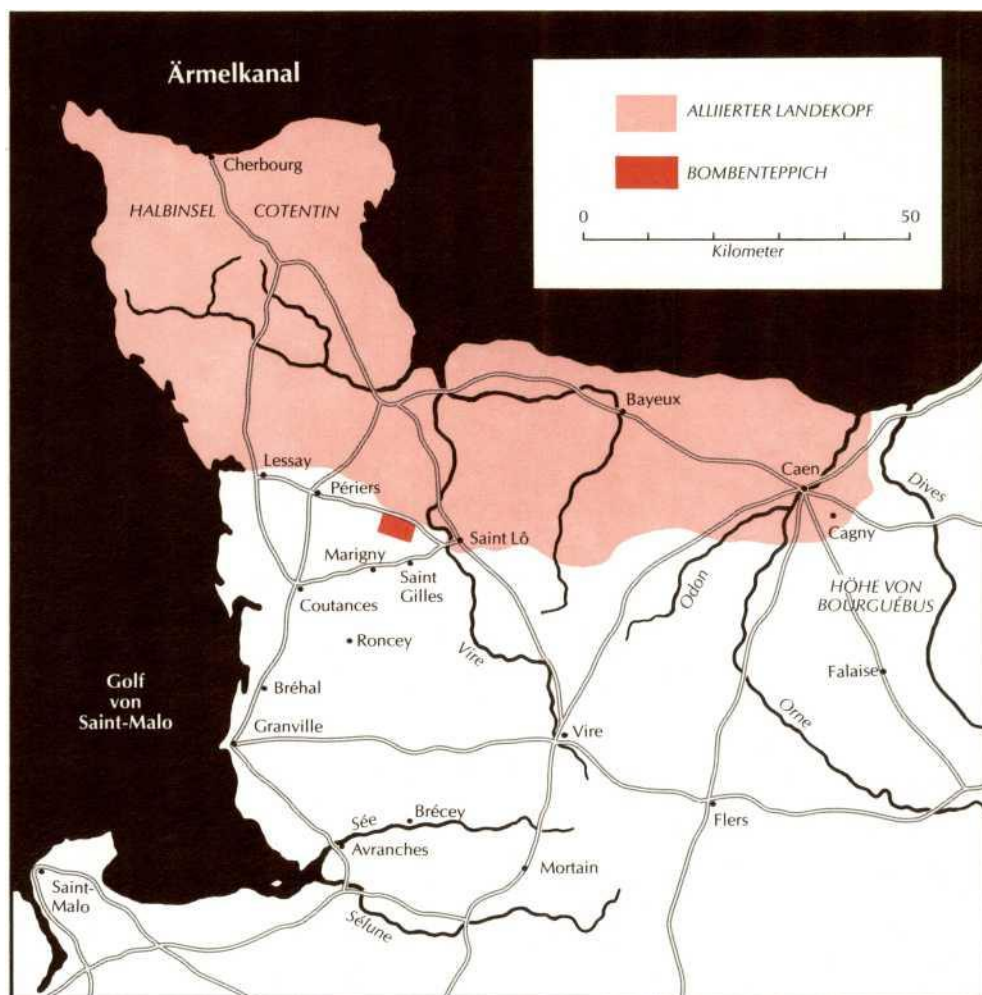 Ärmelkanal
ALLIIERTER LANDEKOPF
BOMBENTEPPICH
0 50
Kilometer
Cherbourg
HALBINSEL COTENTIN
Bayeux
Lessay
Périers
Caen
Dives
Cagny
Saint Lô
Marigny
Saint
Gilles
Coutances
Odon
HÖHE VON
BOURGUÉBUS
Roncey
Vire
Falaise
Golf
von
Saint-Malo
Bréhal
Orne
Granville
Vire
Brécey
Sée
Flers
Avranches
Mortain
Saint-
Malo
Sélune